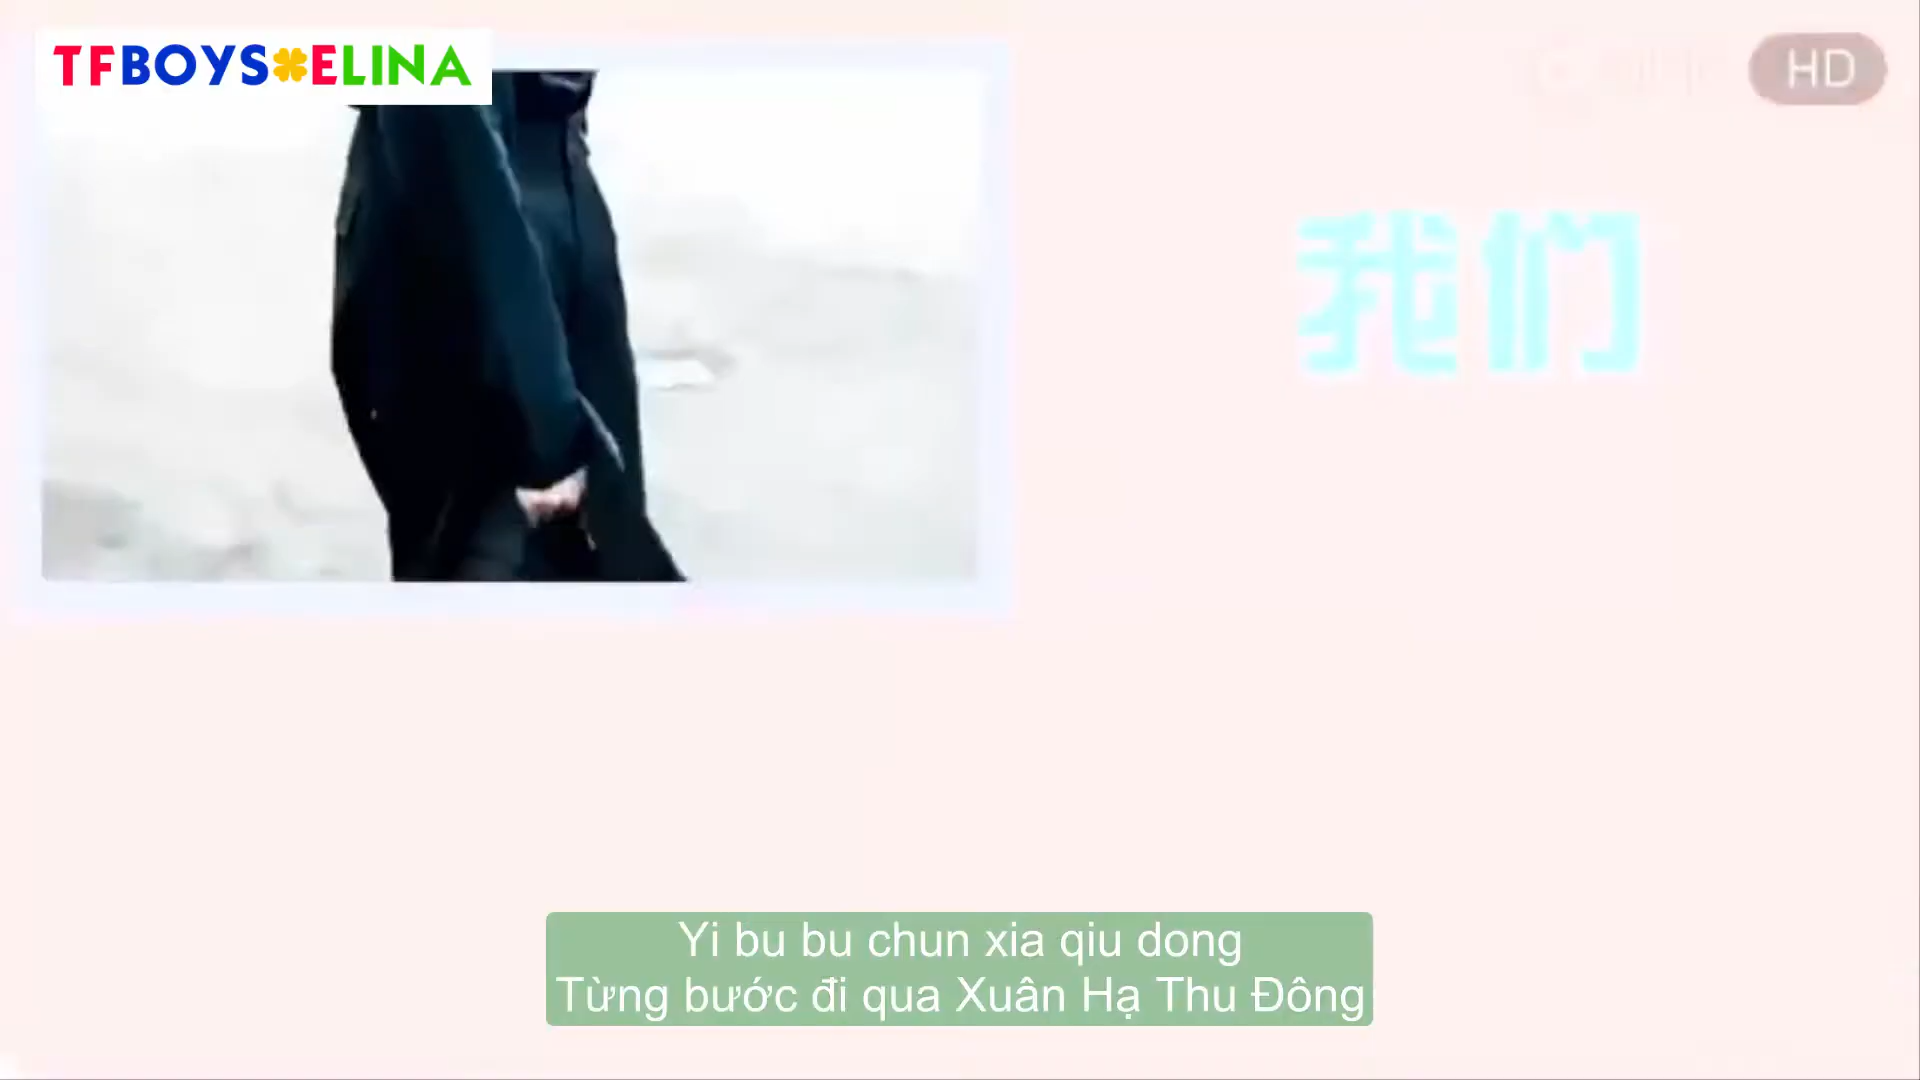 TFBOYS🍀ELINA
HD
我们
Yi bu bu chun xia qiu dong
Từng bước đi qua Xuân Hạ Thu Đông